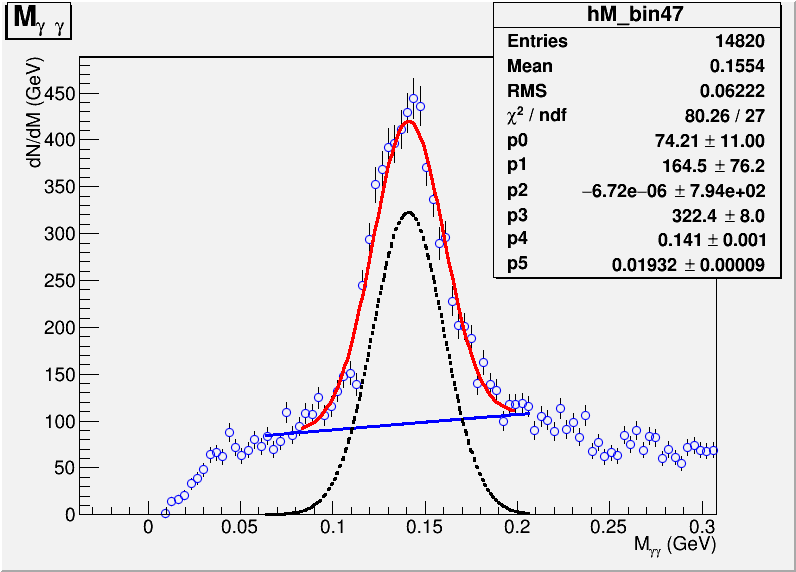 Mγ γ
hM_bin47
Entries 14820
Mean 0.1554
RMS 0.06222
χ² / ndf 80.26 / 27
p0 74.21 ± 11.00
p1 164.5 ± 76.2
p2 −6.72e−06 ± 7.94e+02
p3 322.4 ± 8.0
p4 0.141 ± 0.001
p5 0.01932 ± 0.00009
dN/dM (GeV)
450
400
350
300
250
200
150
100
50
0
0 0.05 0.1 0.15 0.2 0.25 0.3
Mγγ (GeV)